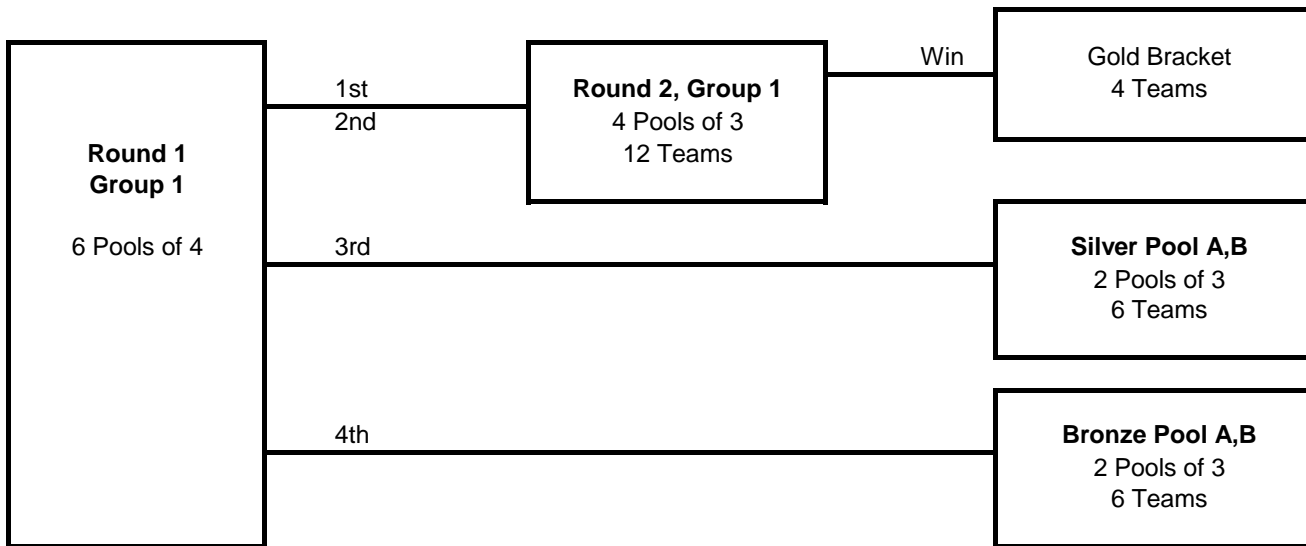 Round 1
Group 1
6 Pools of 4
1st
2nd
3rd
4th
Round 2, Group 1
4 Pools of 3
12 Teams
Win
Gold Bracket
4 Teams
Silver Pool A,B
2 Pools of 3
6 Teams
Bronze Pool A,B
2 Pools of 3
6 Teams